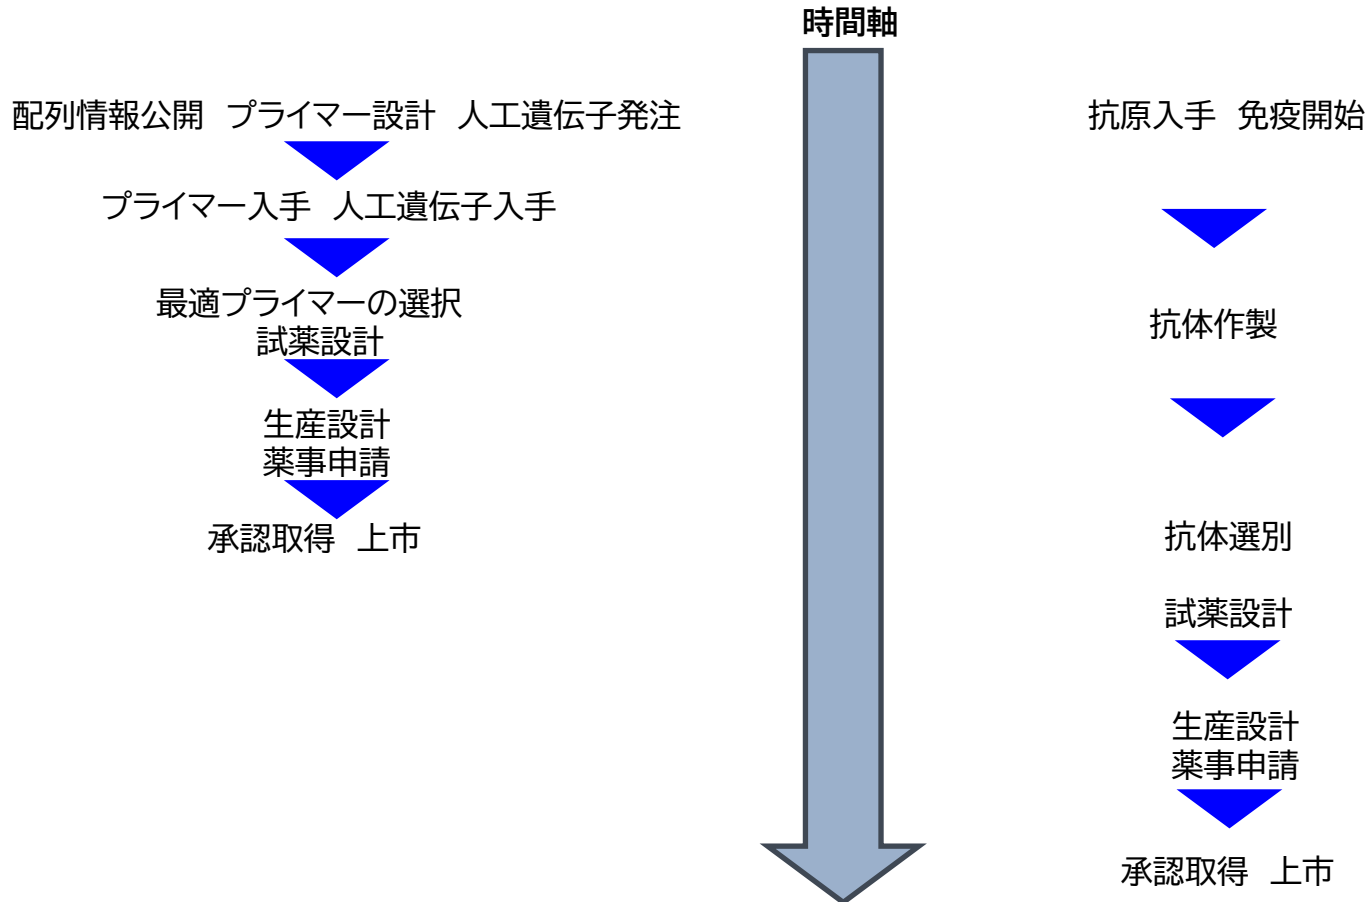 時間軸
配列情報公開　プライマー設計　人工遺伝子発注
プライマー入手　人工遺伝子入手
最適プライマーの選択
試薬設計
生産設計
薬事申請
承認取得　上市
抗原入手　免疫開始
抗体作製
抗体選別
試薬設計
生産設計
薬事申請
承認取得　上市